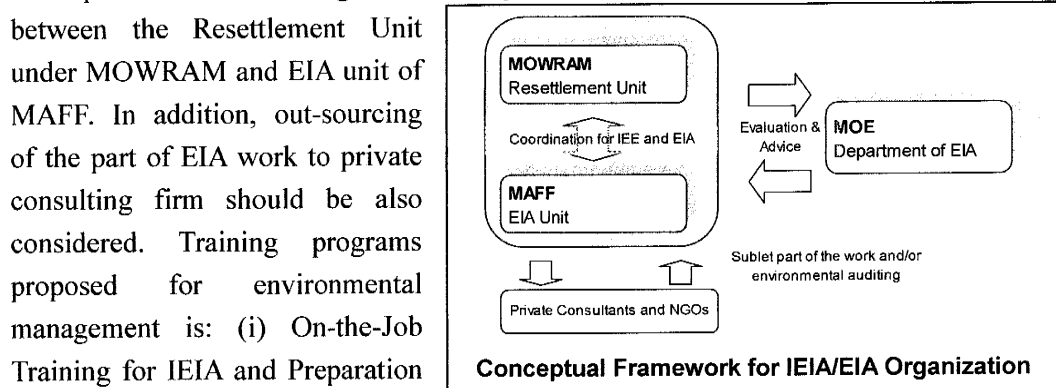 between the Resettlement Unit
under MOWRAM and EIA unit of
MAFF. In addition, out-sourcing
of the part of EIA work to private
consulting firm should be also
considered. Training programs
proposed for environmental
management is: (i) On-the-Job
Training for IEIA and Preparation
MOWRAM
Resettlement Unit
Coordination for IEE and EIA
MAFF
EIA Unit
Evaluation &
Advice
MOE
Department of EIA
Sublet part of the work and/or
environmental auditing
Private Consultants and NGOs
Conceptual Framework for IEIA/EIA Organization